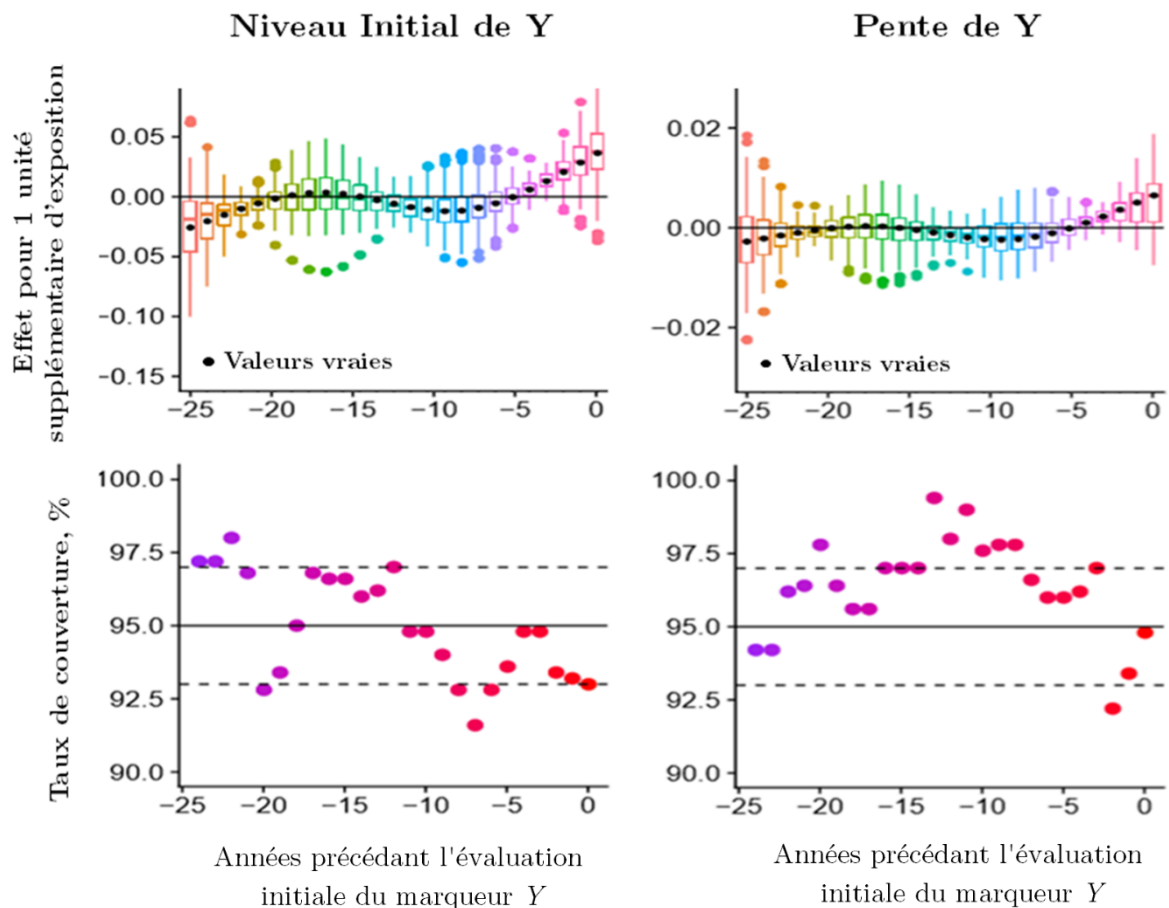 Niveau Initial de Y
Pente de Y
Effet pour 1 unité
supplémentaire d'exposition
0.05
0.00
−0.05
−0.10
−0.15
Valeurs vraies
−25 −20 −15 −10 −5 0
0.02
0.00
−0.02
Valeurs vraies
−25 −20 −15 −10 −5 0
Taux de couverture, %
100.0
97.5
95.0
92.5
90.0
−25 −20 −15 −10 −5 0
Années précédant l'évaluation
initiale du marqueur Y
100.0
97.5
95.0
92.5
90.0
−25 −20 −15 −10 −5 0
Années précédant l'évaluation
initiale du marqueur Y